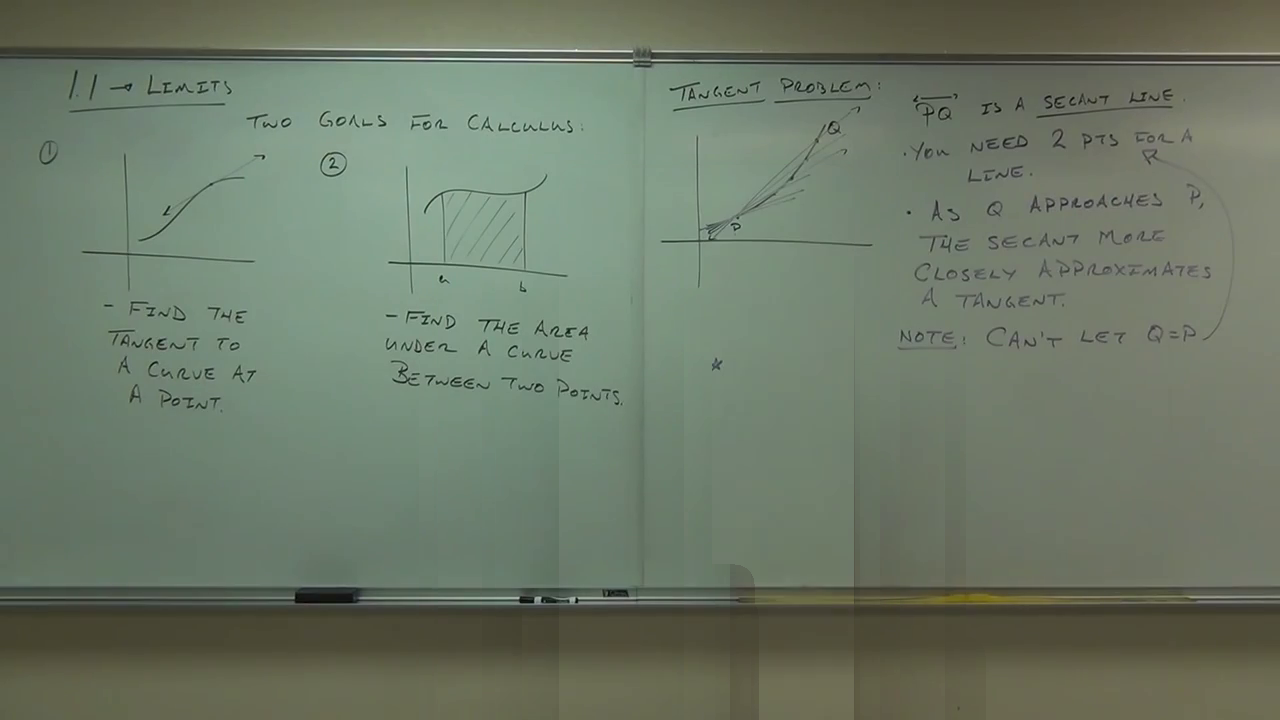 1.1 → LIMITS
TWO GOALS FOR CALCULUS:
①
②
a b
- FIND THE
TANGENT TO
A CURVE AT
A POINT.
- FIND THE AREA
UNDER A CURVE
BETWEEN TWO POINTS.
TANGENT PROBLEM:
Q
P
PQ IS A SECANT LINE.
• YOU NEED 2 PTS FOR A
LINE.
• AS Q APPROACHES P,
THE SECANT MORE
CLOSELY APPROXIMATES
A TANGENT.
NOTE: CAN'T LET Q=P